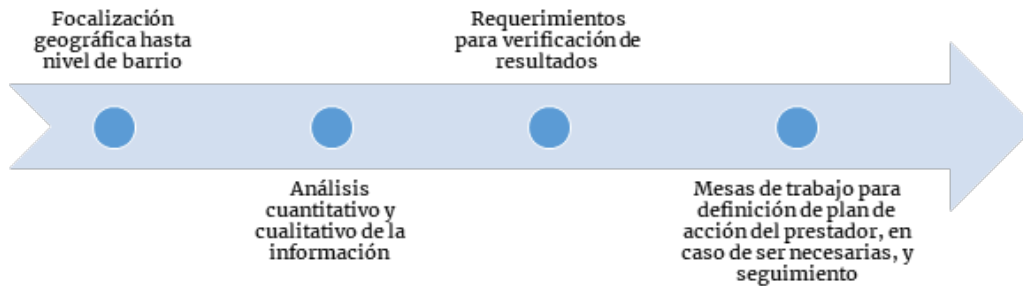 Focalización
geográfica hasta
nivel de barrio
Análisis
cuantitativo y
cualitativo de la
información
Requerimientos
para verificación de
resultados
Mesas de trabajo para
definición de plan de
acción del prestador, en
caso de ser necesarias, y
seguimiento